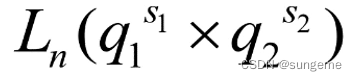 Lₙ(q₁^{s₁} × q₂^{s₂})
CSDN @sungeme